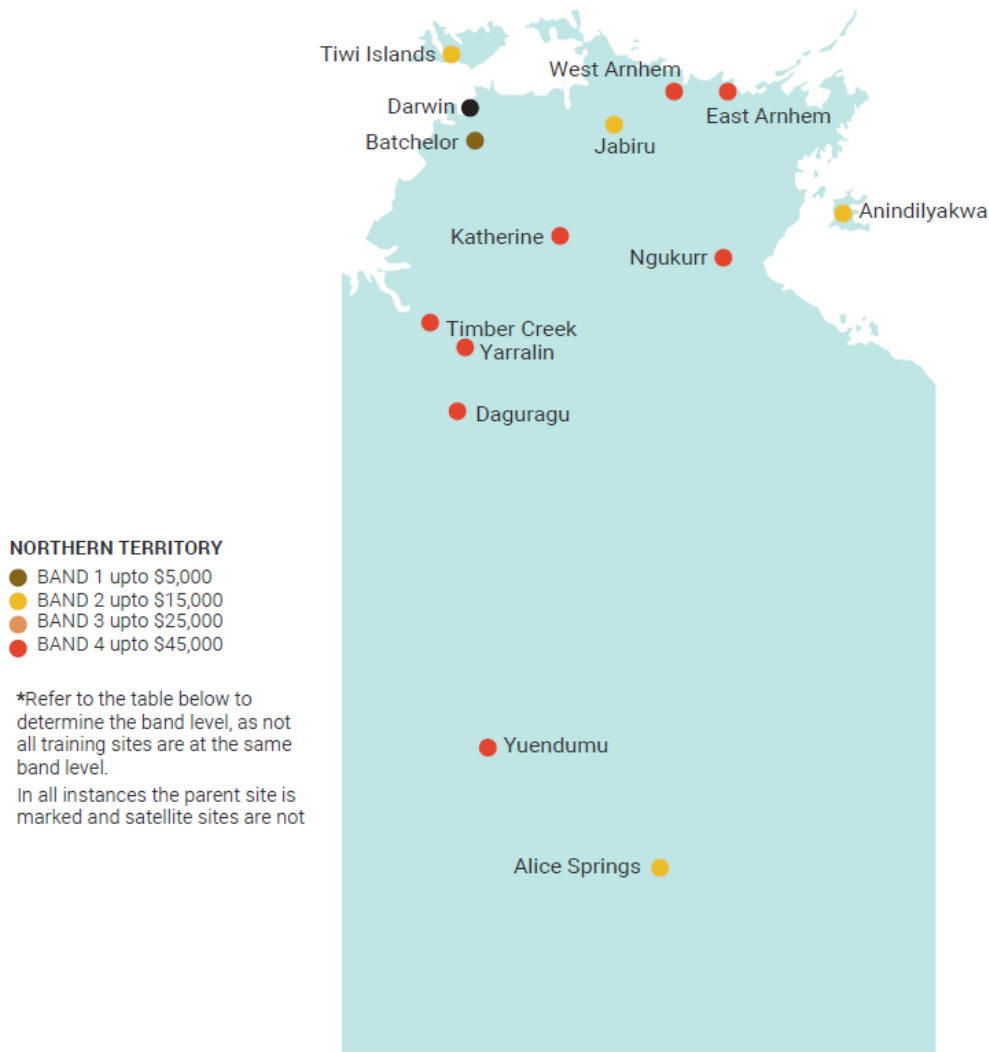 Tiwi Islands
West Arnhem
Darwin
East Arnhem
Batchelor
Jabiru
Anindilyakwa
Katherine
Ngukurr
Timber Creek
Yarralin
Daguragu
NORTHERN TERRITORY
BAND 1 upto $5,000
BAND 2 upto $15,000
BAND 3 upto $25,000
BAND 4 upto $45,000
*Refer to the table below to
determine the band level, as not
all training sites are at the same
band level.
In all instances the parent site is
marked and satellite sites are not
Yuendumu
Alice Springs